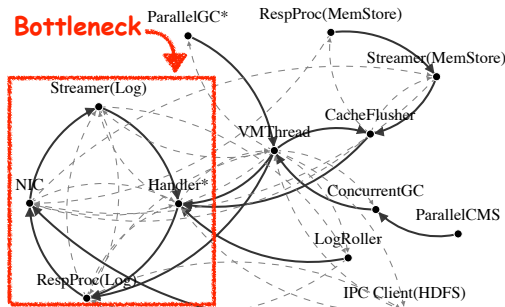 ParallelGC*
RespProc(MemStore)
Bottleneck
Streamer(MemStore)
Streamer(Log)
CacheFlusher
VMThread
NIC
Handler*
ConcurrentGC
ParallelCMS
LogRoller
RespProc(Log)
IPC Client(HDFS)